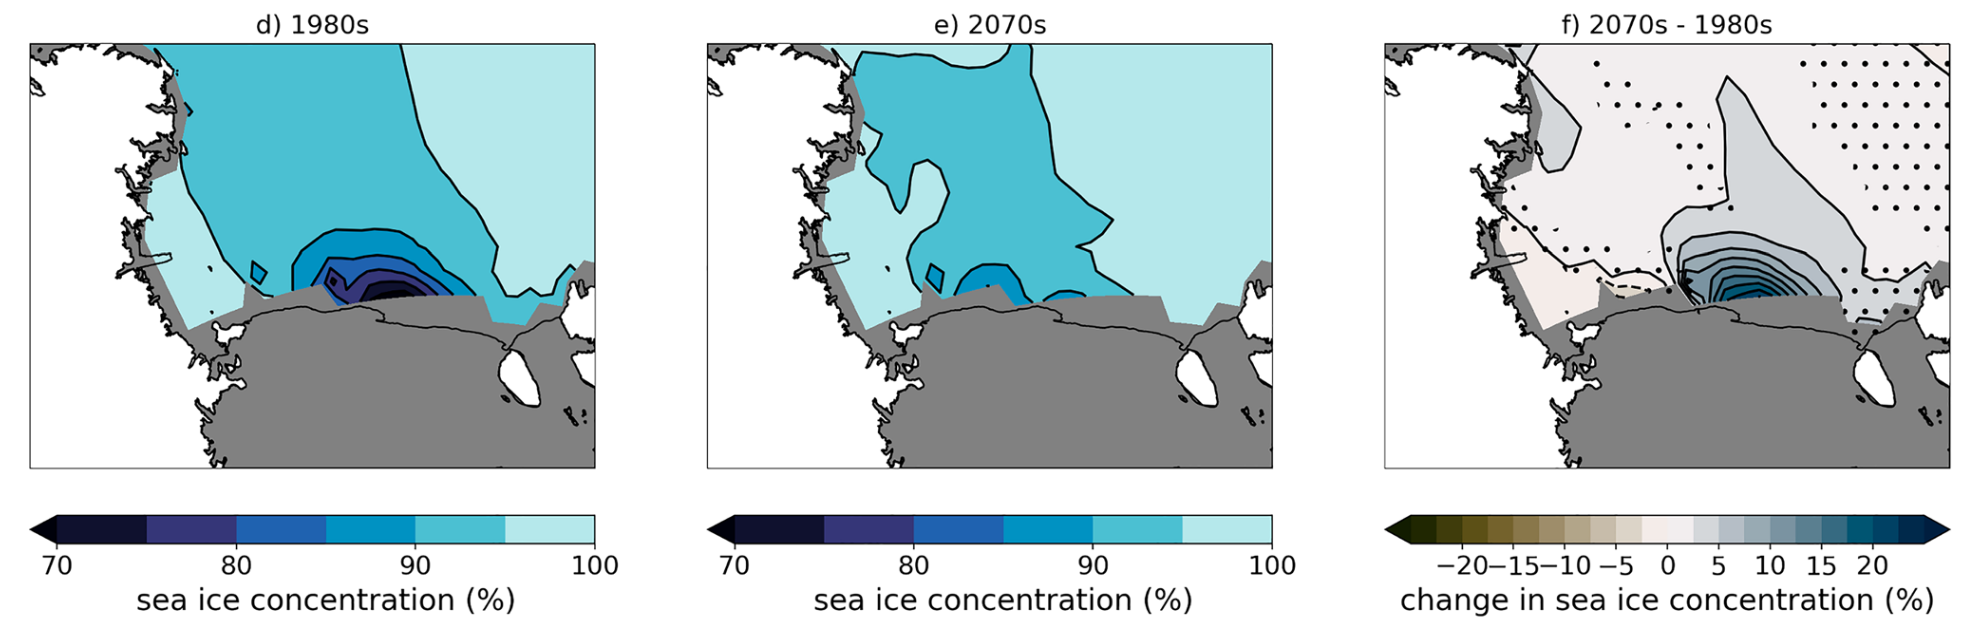 d) 1980s
e) 2070s
f) 2070s - 1980s
70 80 90 100
70 80 90 100
−20 −15 −10 −5 0 5 10 15 20
sea ice concentration (%)
sea ice concentration (%)
change in sea ice concentration (%)